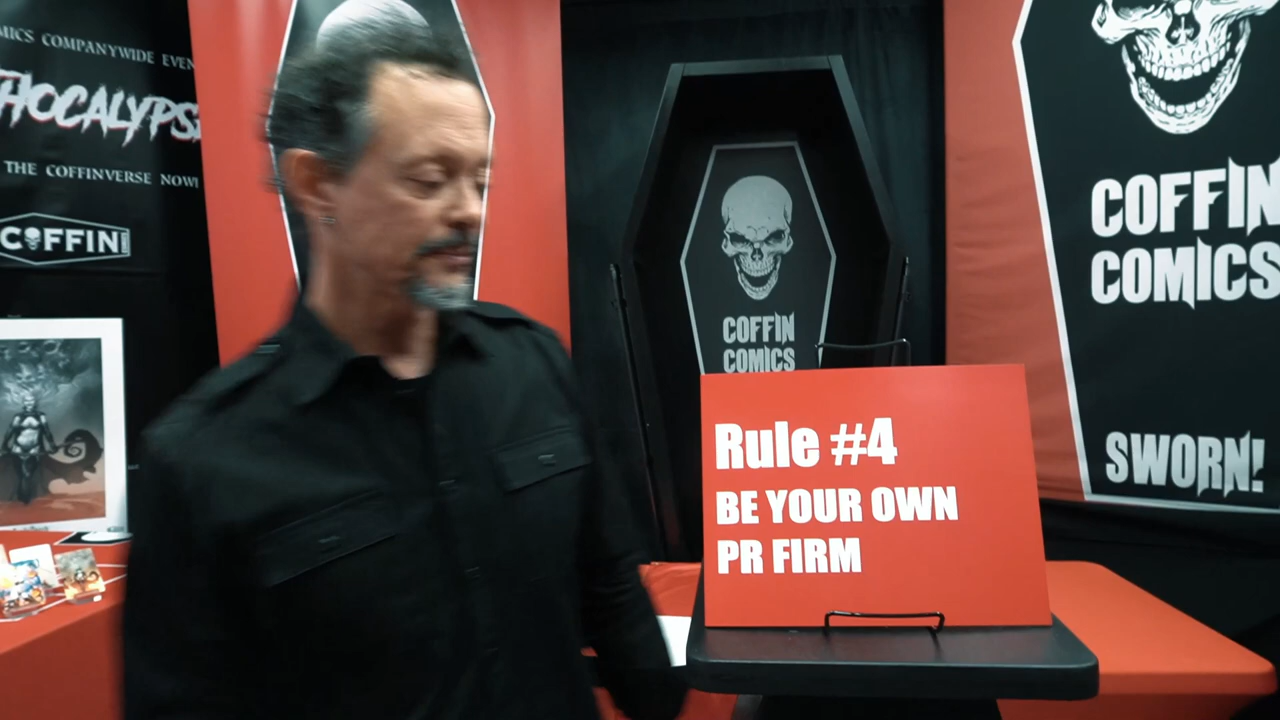 MICS COMPANYWIDE EVEN
HOCALYPS
THE COFFINVERSE NOW!
COFFIN
COFFIN
COMICS
COFFIN
COMICS
SWORN!
Rule #4
BE YOUR OWN
PR FIRM